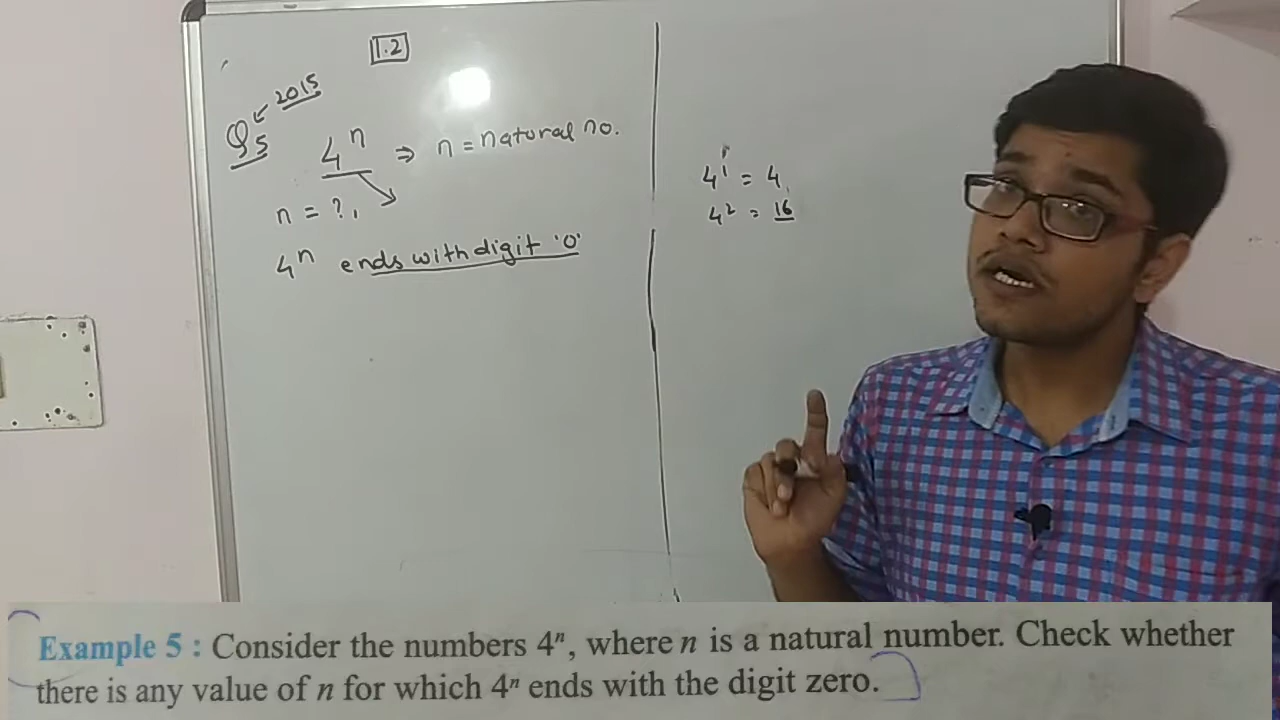 1.2
2015
Q5
4ⁿ ⇒ n = natural no.
n = ?,
4ⁿ ends with digit '0'
4¹ = 4
4² = 16
Example 5 : Consider the numbers 4ⁿ, where n is a natural number. Check whether
there is any value of n for which 4ⁿ ends with the digit zero.